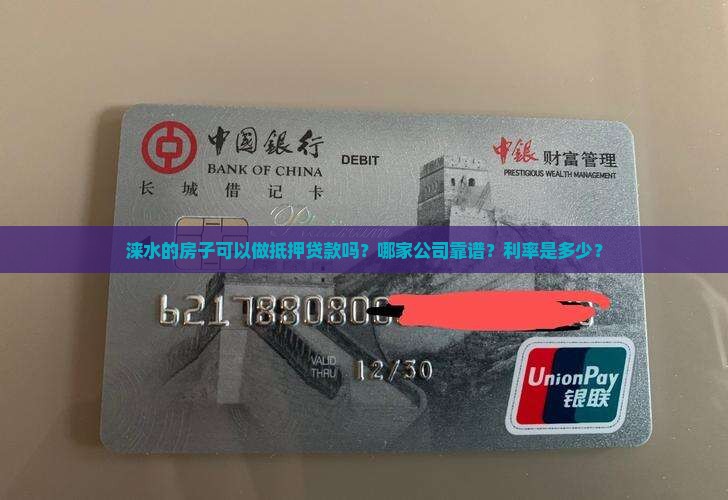 中国银行
BANK OF CHINA
DEBIT
中銀 财富管理
PRESTIGIOUS WEALTH MANAGEMENT
长城借记卡
涞水的房子可以做抵押贷款吗？哪家公司靠谱？利率是多少？
6217880800
VALID
THRU
12/30
UnionPay
银联